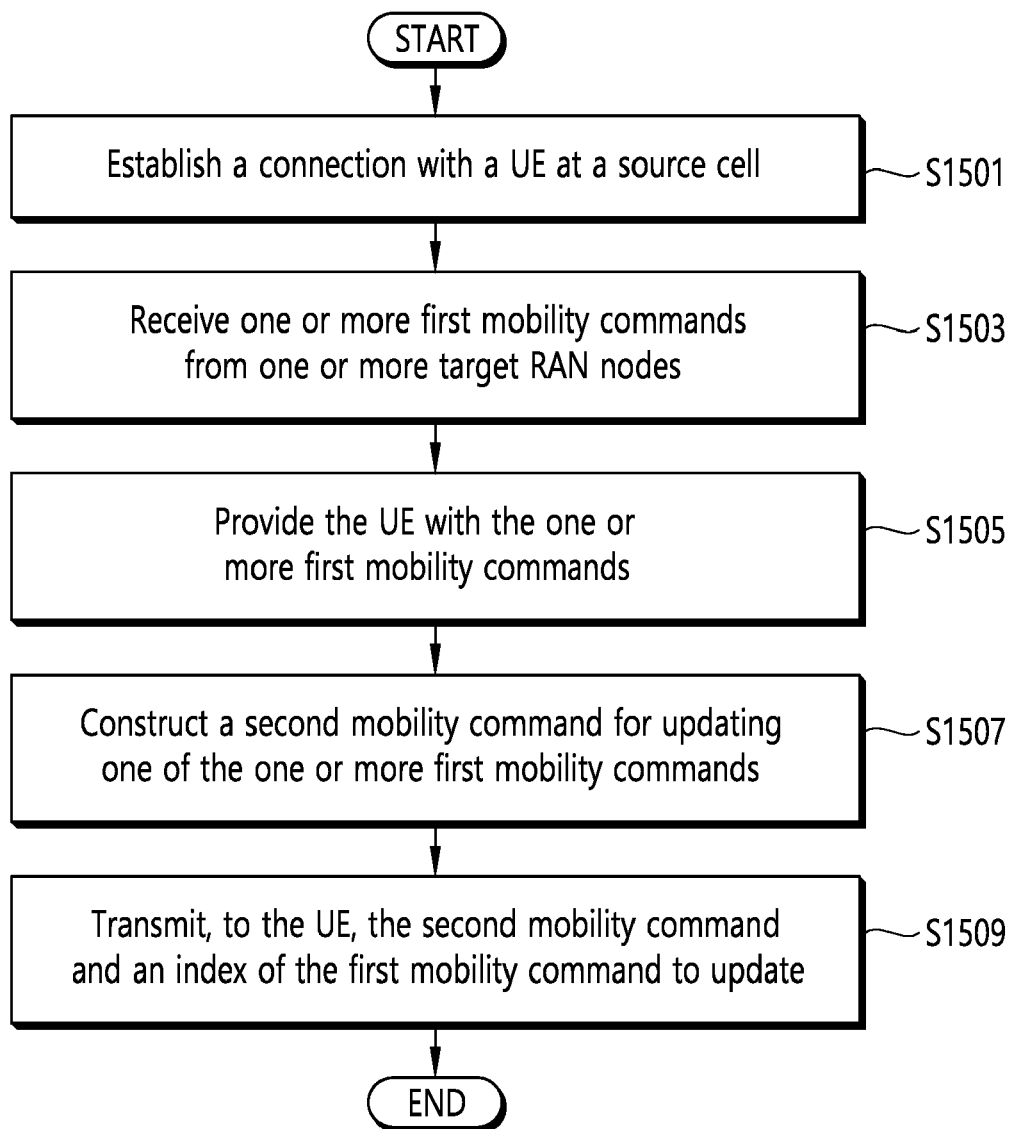 START
Establish a connection with a UE at a source cell
S1501
Receive one or more first mobility commands
from one or more target RAN nodes
S1503
Provide the UE with the one or
more first mobility commands
S1505
Construct a second mobility command for updating
one of the one or more first mobility commands
S1507
Transmit, to the UE, the second mobility command
and an index of the first mobility command to update
S1509
END